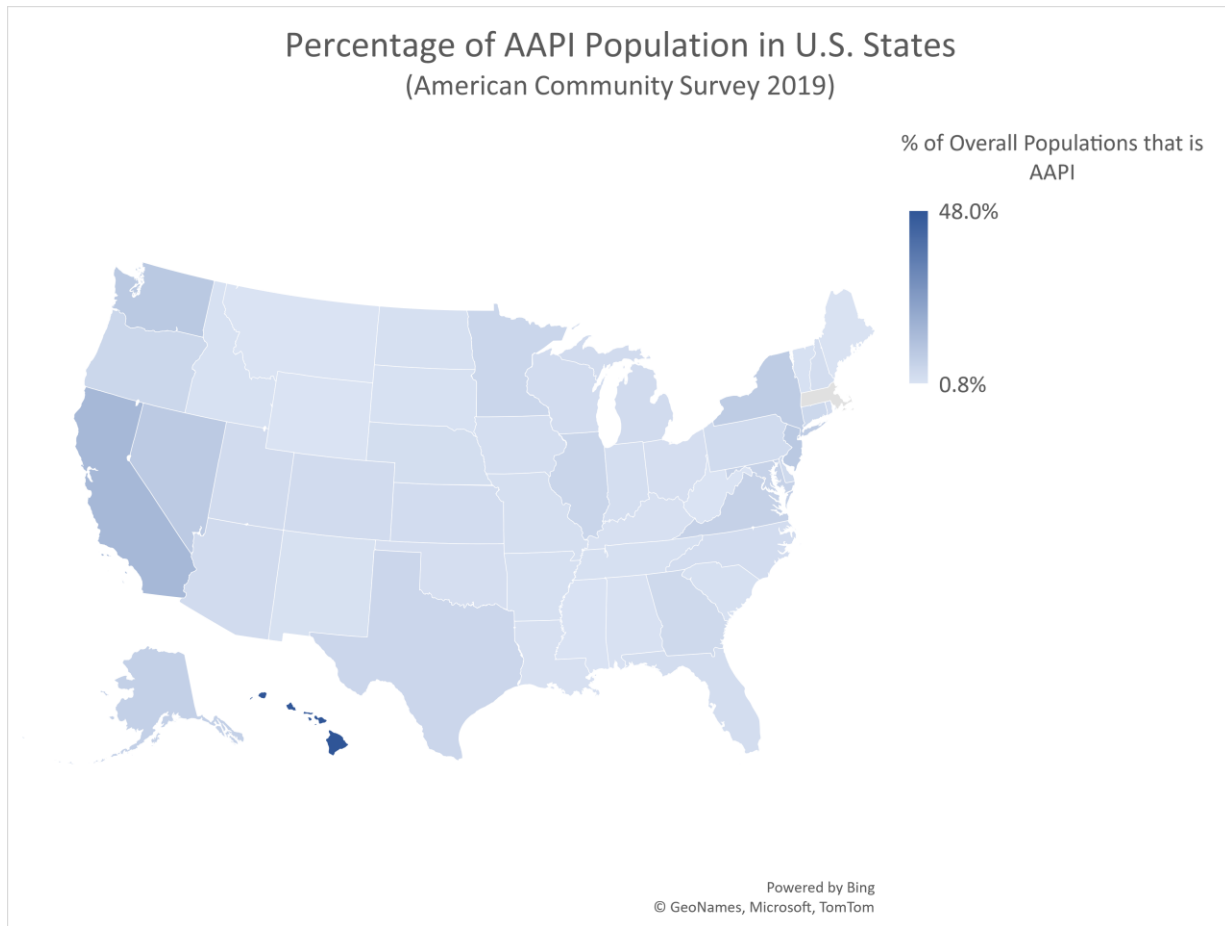 Percentage of AAPI Population in U.S. States
(American Community Survey 2019)
% of Overall Populations that is
AAPI
48.0%
0.8%
Powered by Bing
© GeoNames, Microsoft, TomTom